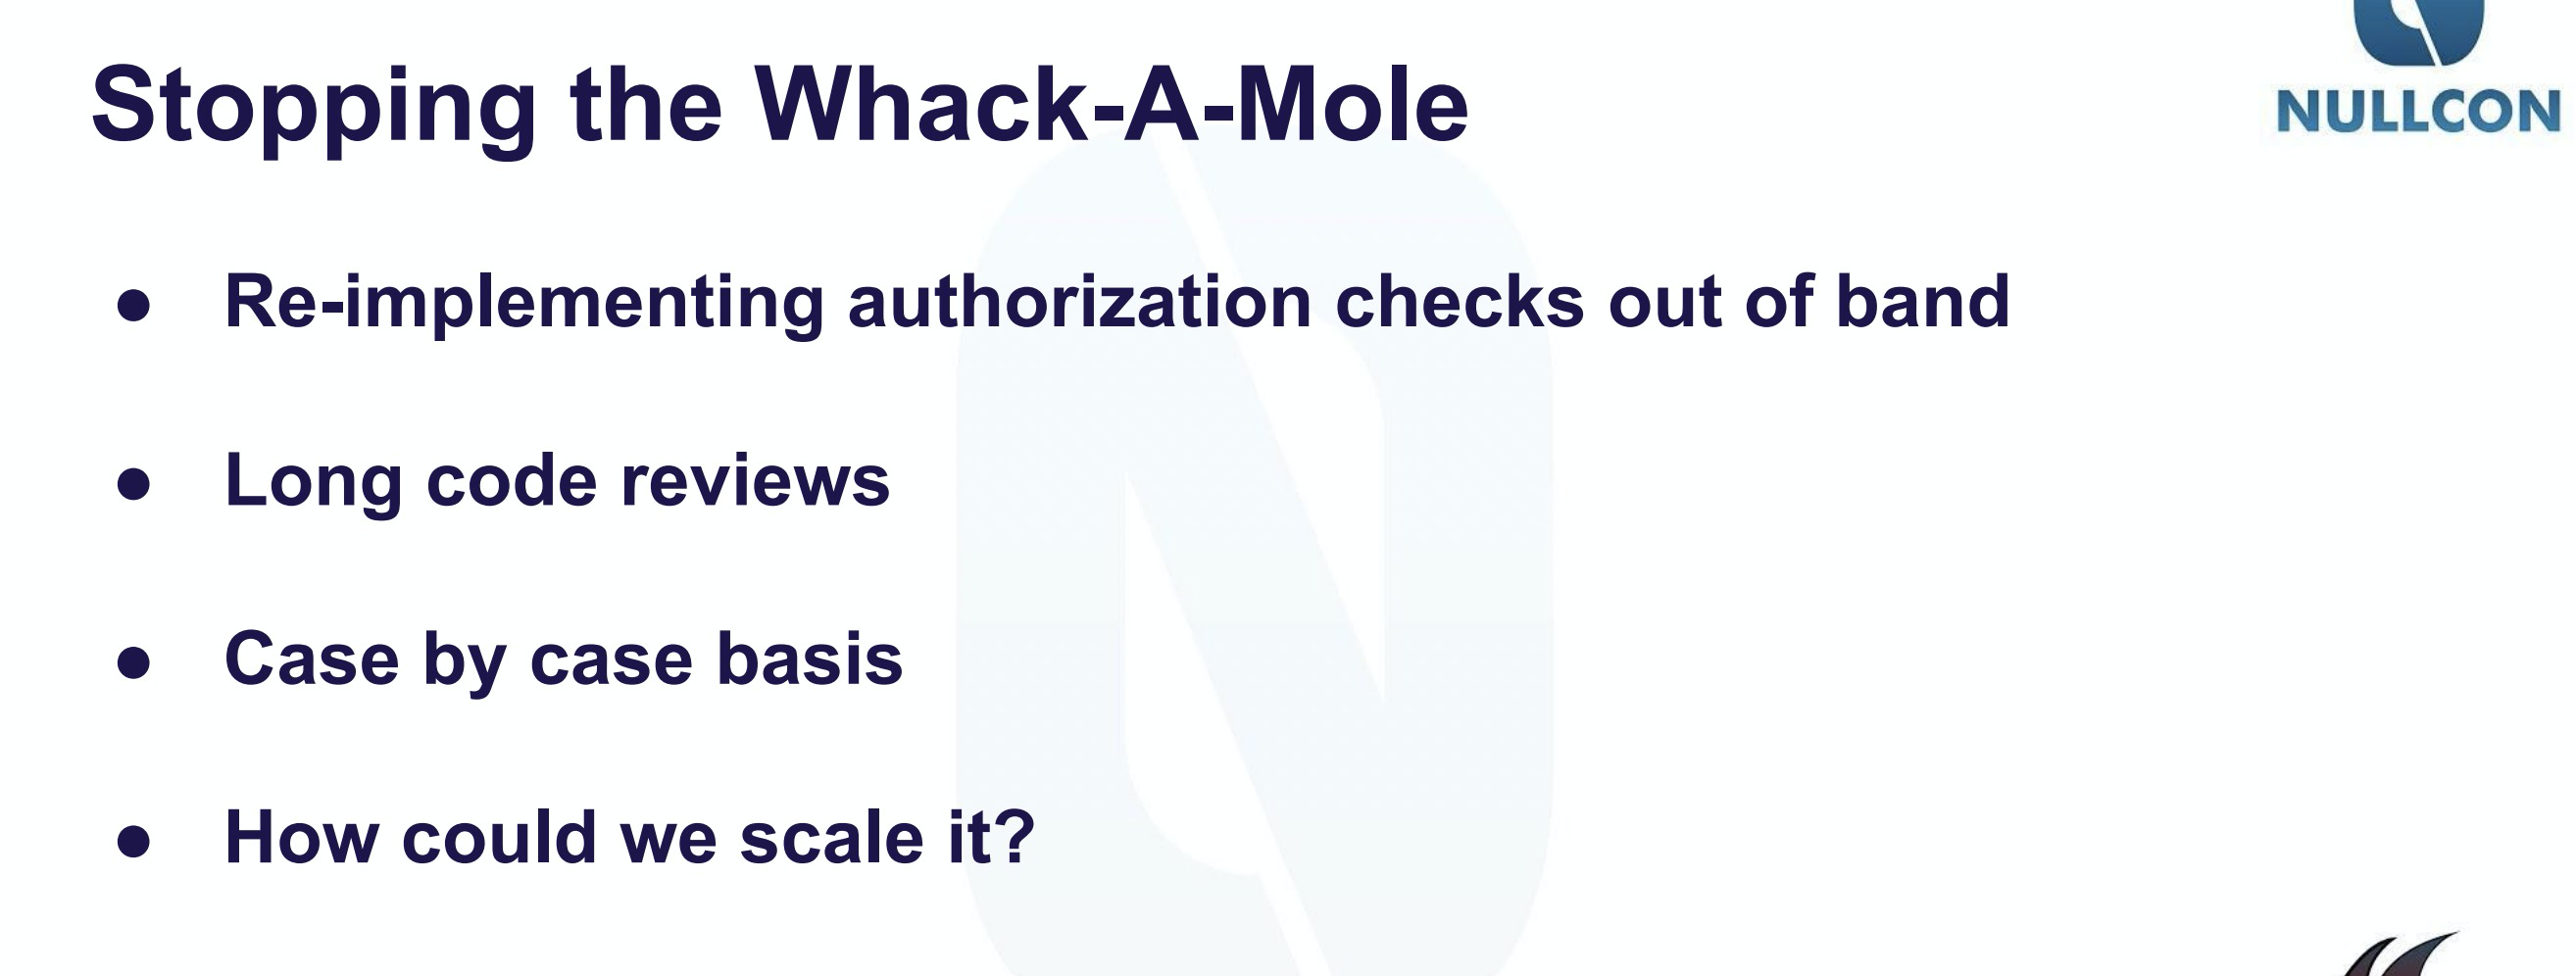 Stopping the Whack-A-Mole
NULLCON
● Re-implementing authorization checks out of band
● Long code reviews
● Case by case basis
● How could we scale it?